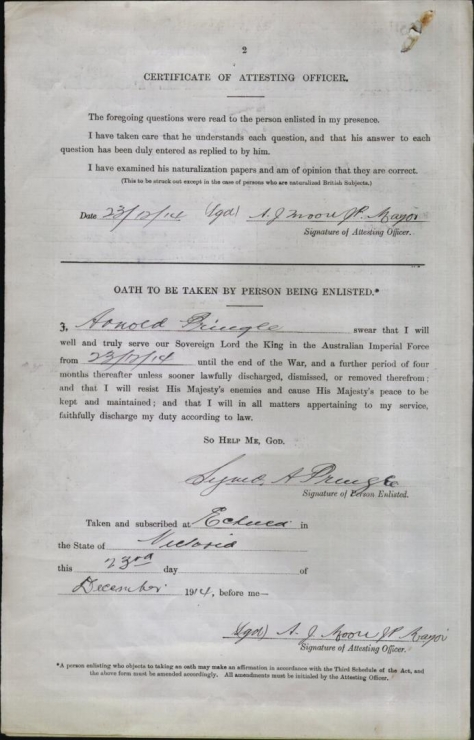 2
CERTIFICATE OF ATTESTING OFFICER.
The foregoing questions were read to the person enlisted in my presence.
I have taken care that he understands each question, and that his answer to each
question has been duly entered as replied to by him.
I have examined his naturalization papers and am of opinion that they are correct.
(This to be struck out except in the case of persons who are naturalized British Subjects.)
Date 23/12/14 (Sgd) A. J Moore JP. Mayor
Signature of Attesting Officer.
OATH TO BE TAKEN BY PERSON BEING ENLISTED.*
I, Arnold Pringle swear that I will
well and truly serve our Sovereign Lord the King in the Australian Imperial Force
from 23/12/14 until the end of the War, and a further period of four
months thereafter unless sooner lawfully discharged, dismissed, or removed therefrom;
and that I will resist His Majesty's enemies and cause His Majesty's peace to be
kept and maintained; and that I will in all matters appertaining to my service,
faithfully discharge my duty according to law.
SO HELP ME, GOD.
Signed A Pringle
Signature of Person Enlisted.
Taken and subscribed at Echuca in
the State of Victoria
this 23rd day of
December 1914, before me—
(Sgd) A. J Moore JP Mayor
Signature of Attesting Officer.
*A person enlisting who objects to taking an oath may make an affirmation in accordance with the Third Schedule of the Act, and
the above form must be amended accordingly. All amendments must be initialed by the Attesting Officer.